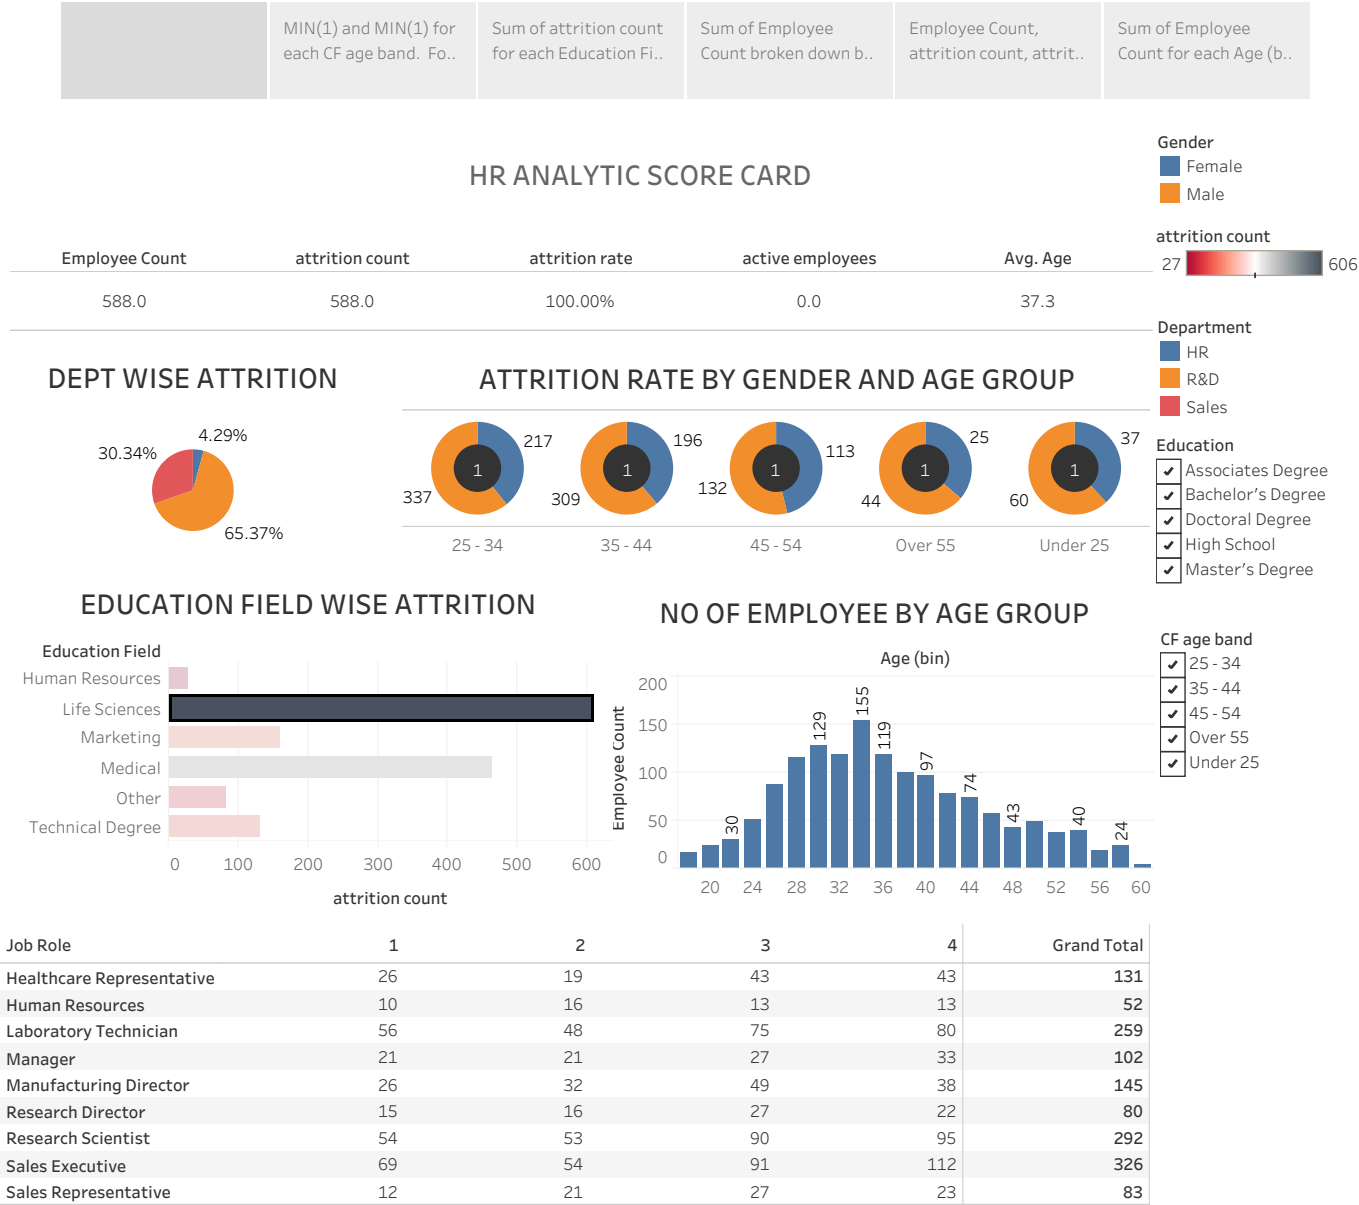 MIN(1) and MIN(1) for
each CF age band.  Fo..
Sum of attrition count
for each Education Fi..
Sum of Employee
Count broken down b..
Employee Count,
attrition count, attrit..
Sum of Employee
Count for each Age (b..
HR ANALYTIC SCORE CARD
Gender
Female
Male
attrition count
27 606
Employee Count attrition count attrition rate active employees Avg. Age
588.0 588.0 100.00% 0.0 37.3
Department
HR
R&D
Sales
DEPT WISE ATTRITION
4.29%
30.34%
65.37%
ATTRITION RATE BY GENDER AND AGE GROUP
217 196 113 25 37
1 1 1 1 1
337 309 132 44 60
25 - 34 35 - 44 45 - 54 Over 55 Under 25
Education
Associates Degree
Bachelor's Degree
Doctoral Degree
High School
Master's Degree
EDUCATION FIELD WISE ATTRITION
Education Field
Human Resources
Life Sciences
Marketing
Medical
Other
Technical Degree
0 100 200 300 400 500 600
attrition count
NO OF EMPLOYEE BY AGE GROUP
Age (bin)
Employee Count
200
150
100
50
0
30 129 155 119 97 74 43 40 24
20 24 28 32 36 40 44 48 52 56 60
CF age band
25 - 34
35 - 44
45 - 54
Over 55
Under 25
Job Role 1 2 3 4 Grand Total
Healthcare Representative 26 19 43 43 131
Human Resources 10 16 13 13 52
Laboratory Technician 56 48 75 80 259
Manager 21 21 27 33 102
Manufacturing Director 26 32 49 38 145
Research Director 15 16 27 22 80
Research Scientist 54 53 90 95 292
Sales Executive 69 54 91 112 326
Sales Representative 12 21 27 23 83